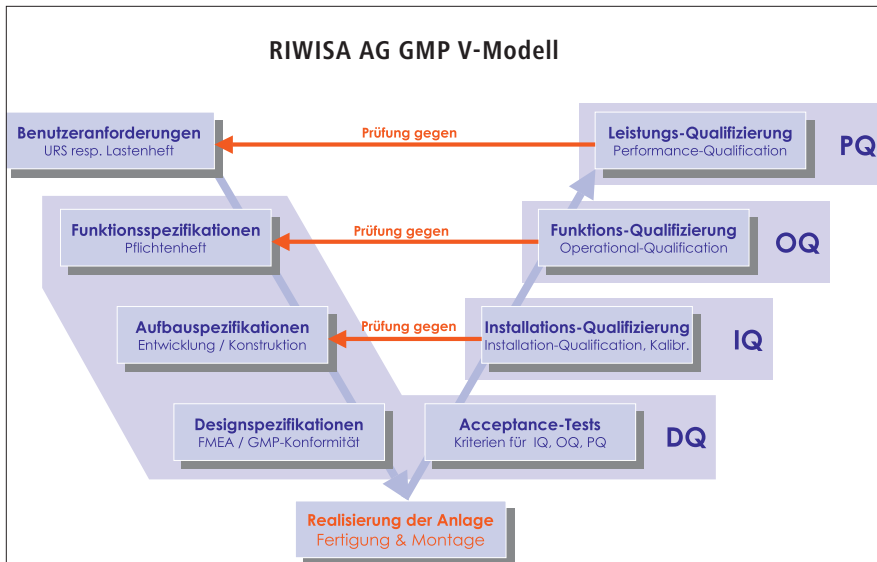 RIWISA AG GMP V-Modell
Benutzeranforderungen
URS resp. Lastenheft
Prüfung gegen
Leistungs-Qualifizierung
Performance-Qualification
PQ
Funktionsspezifikationen
Pflichtenheft
Prüfung gegen
Funktions-Qualifizierung
Operational-Qualification
OQ
Aufbauspezifikationen
Entwicklung / Konstruktion
Prüfung gegen
Installations-Qualifizierung
Installation-Qualification, Kalibr.
IQ
Designspezifikationen
FMEA / GMP-Konformität
Acceptance-Tests
Kriterien für IQ, OQ, PQ
DQ
Realisierung der Anlage
Fertigung & Montage